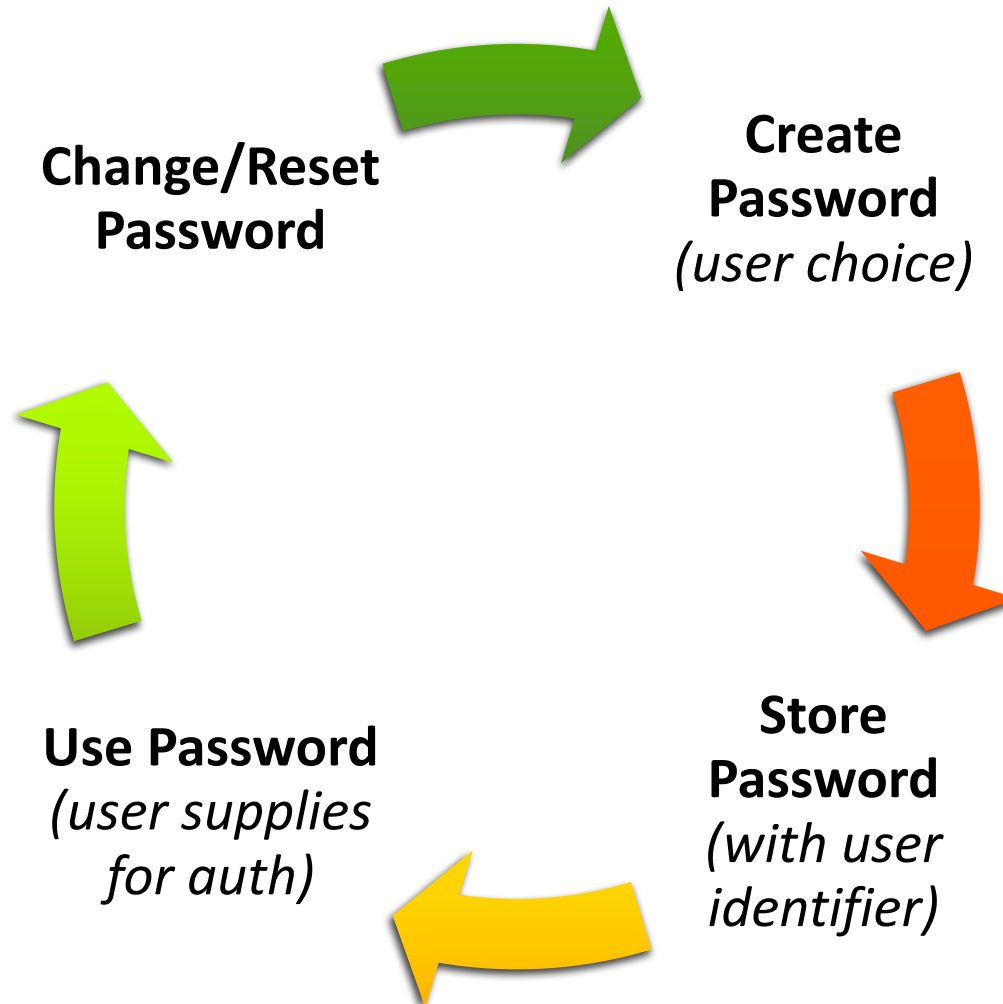 Change/Reset
Password
Create
Password
(user choice)
Store
Password
(with user
identifier)
Use Password
(user supplies
for auth)